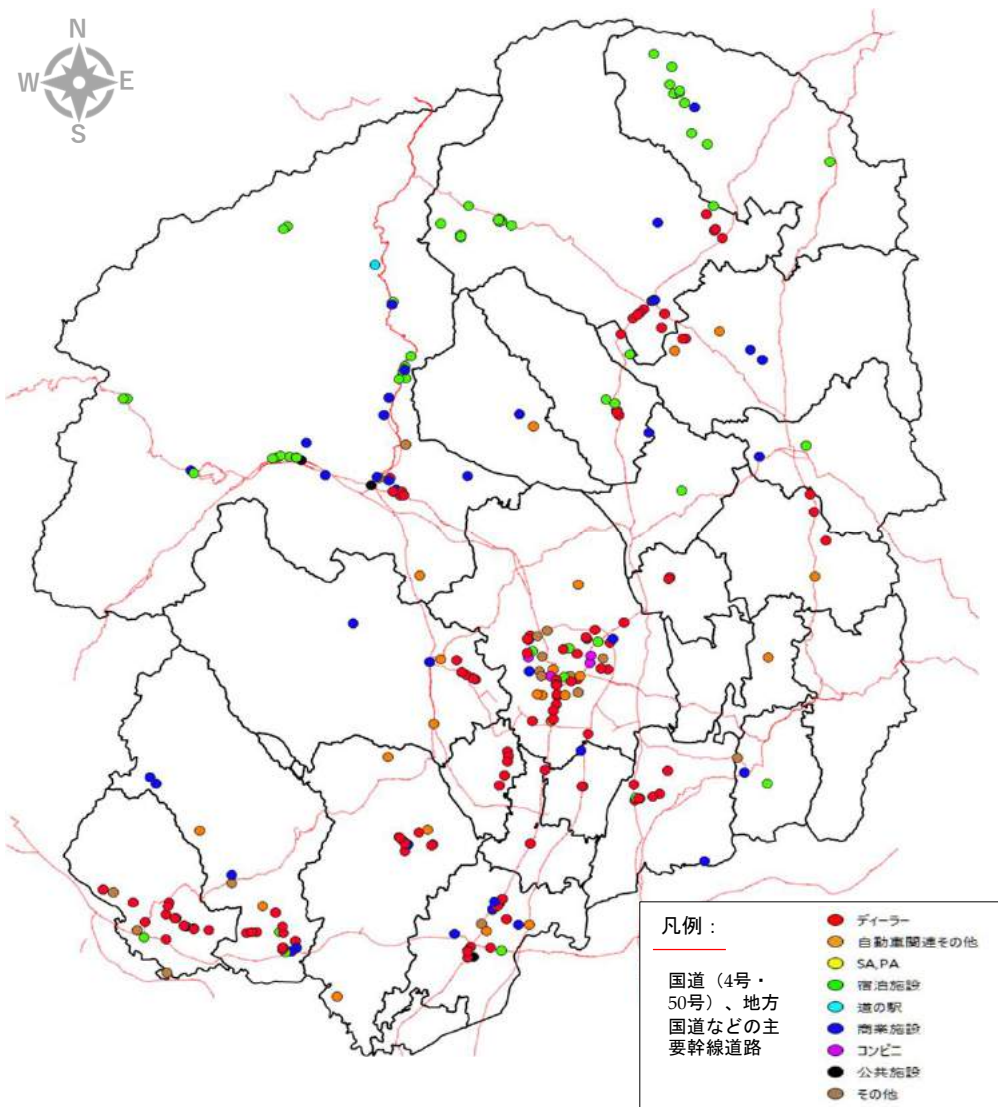 N
W
E
S
凡例：
国道（4号・
50号）、地方
国道などの主
要幹線道路
ディーラー
自動車関連その他
SA,PA
宿泊施設
道の駅
商業施設
コンビニ
公共施設
その他